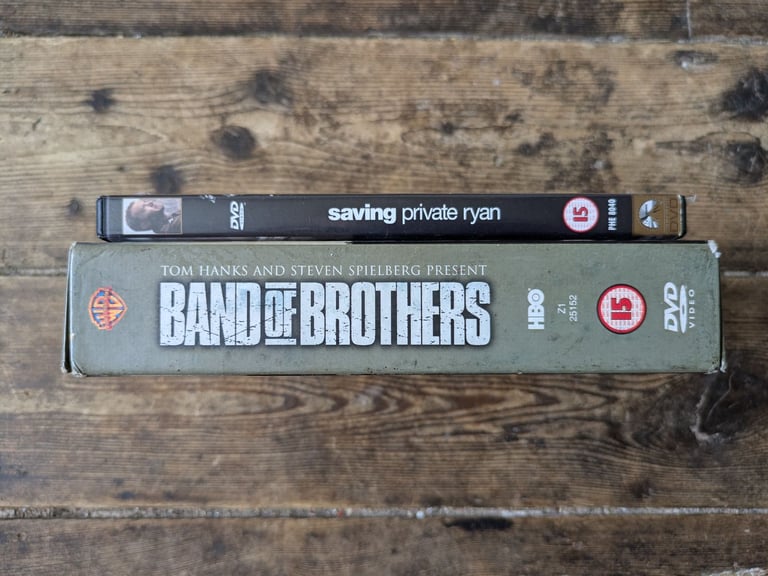 DVD
saving private ryan
15
PHE 8040
TOM HANKS AND STEVEN SPIELBERG PRESENT
WB
BAND OF BROTHERS
HBO
Z1
25152
15
DVD
VIDEO